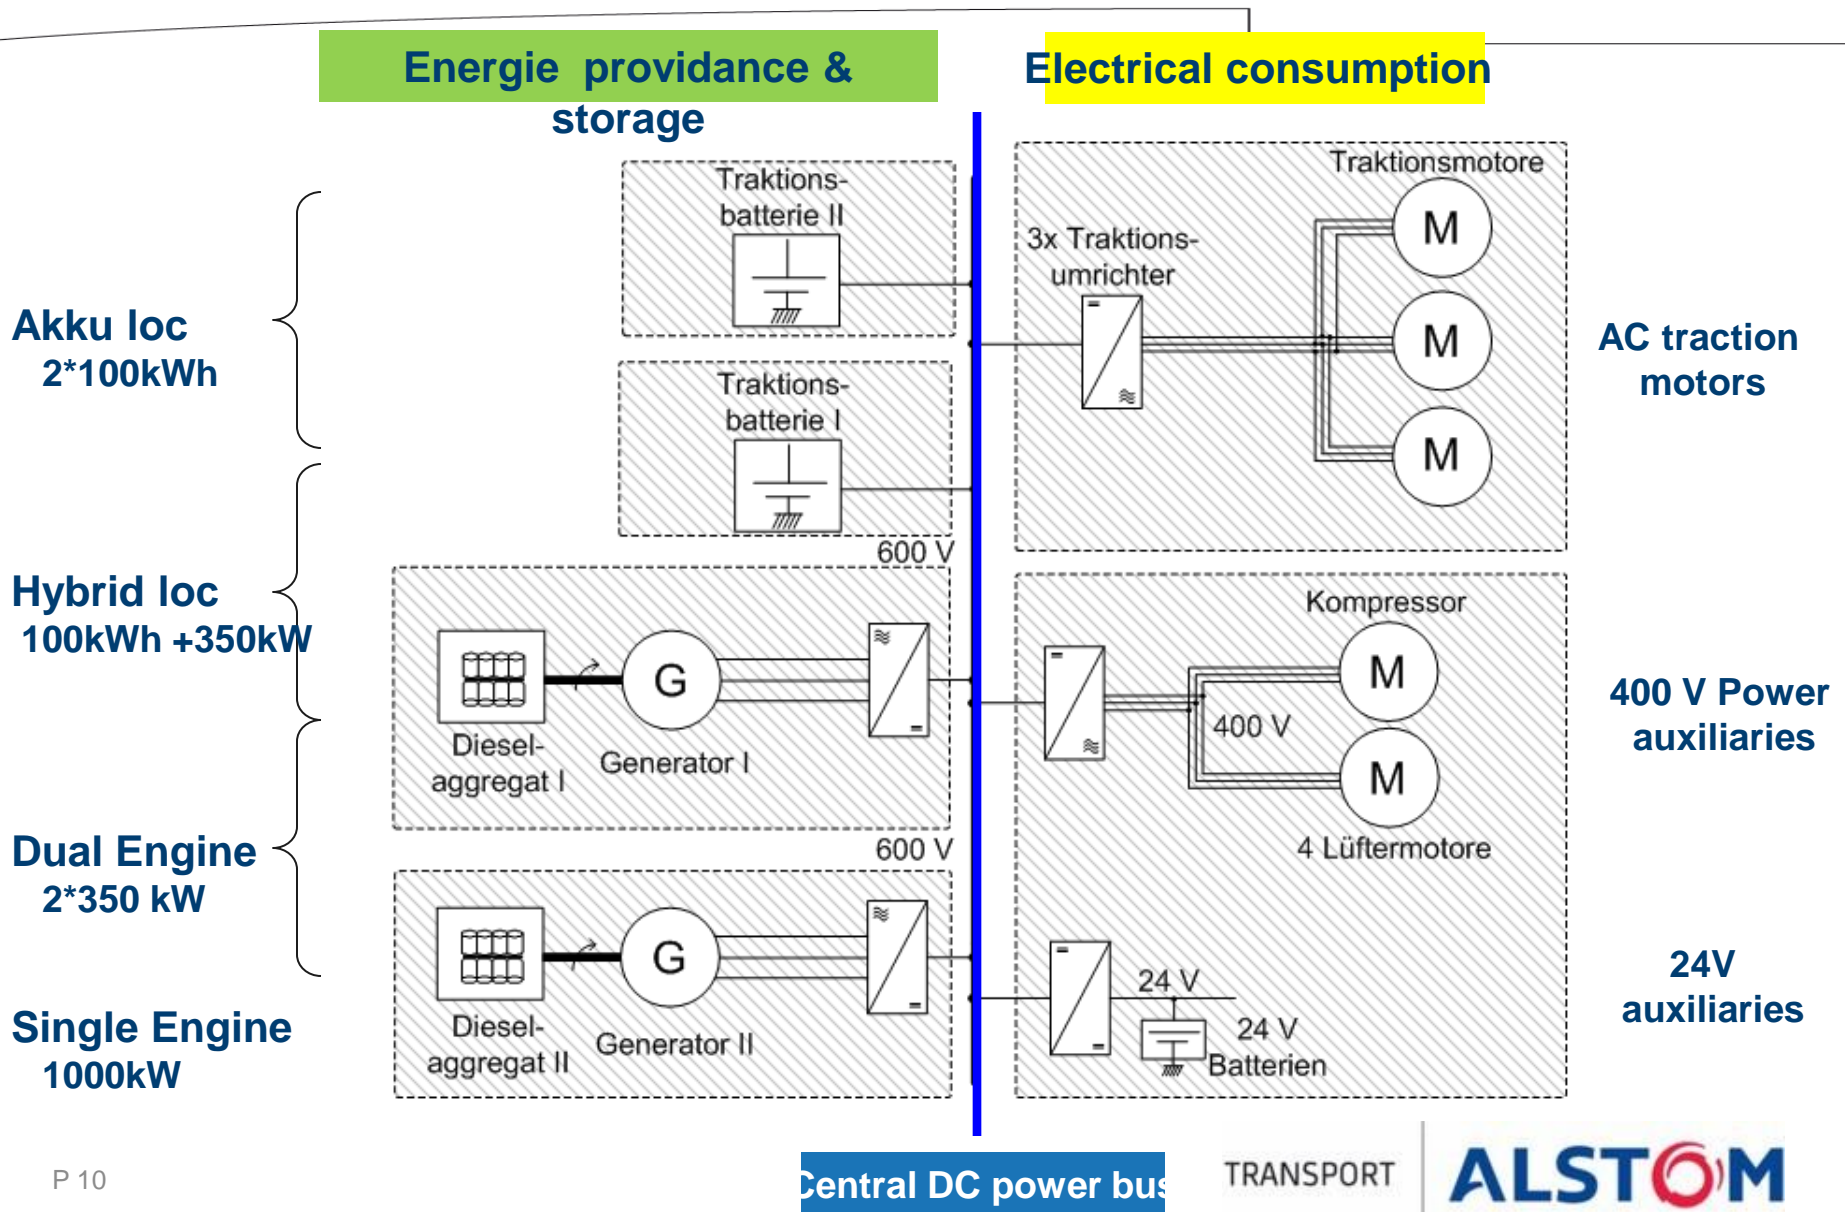 Energie providance &
storage
Electrical consumption
Akku loc
2*100kWh
Hybrid loc
100kWh +350kW
Dual Engine
2*350 kW
Single Engine
1000kW
Traktions-
batterie II
Traktions-
batterie I
600 V
G
Diesel-
aggregat I
Generator I
600 V
G
Diesel-
aggregat II
Generator II
Traktionsmotore
3x Traktions-
umrichter
M
M
M
Kompressor
M
400 V
M
4 Lüftermotore
24 V
24 V
Batterien
AC traction
motors
400 V Power
auxiliaries
24V
auxiliaries
P 10
Central DC power bus
TRANSPORT
ALSTOM